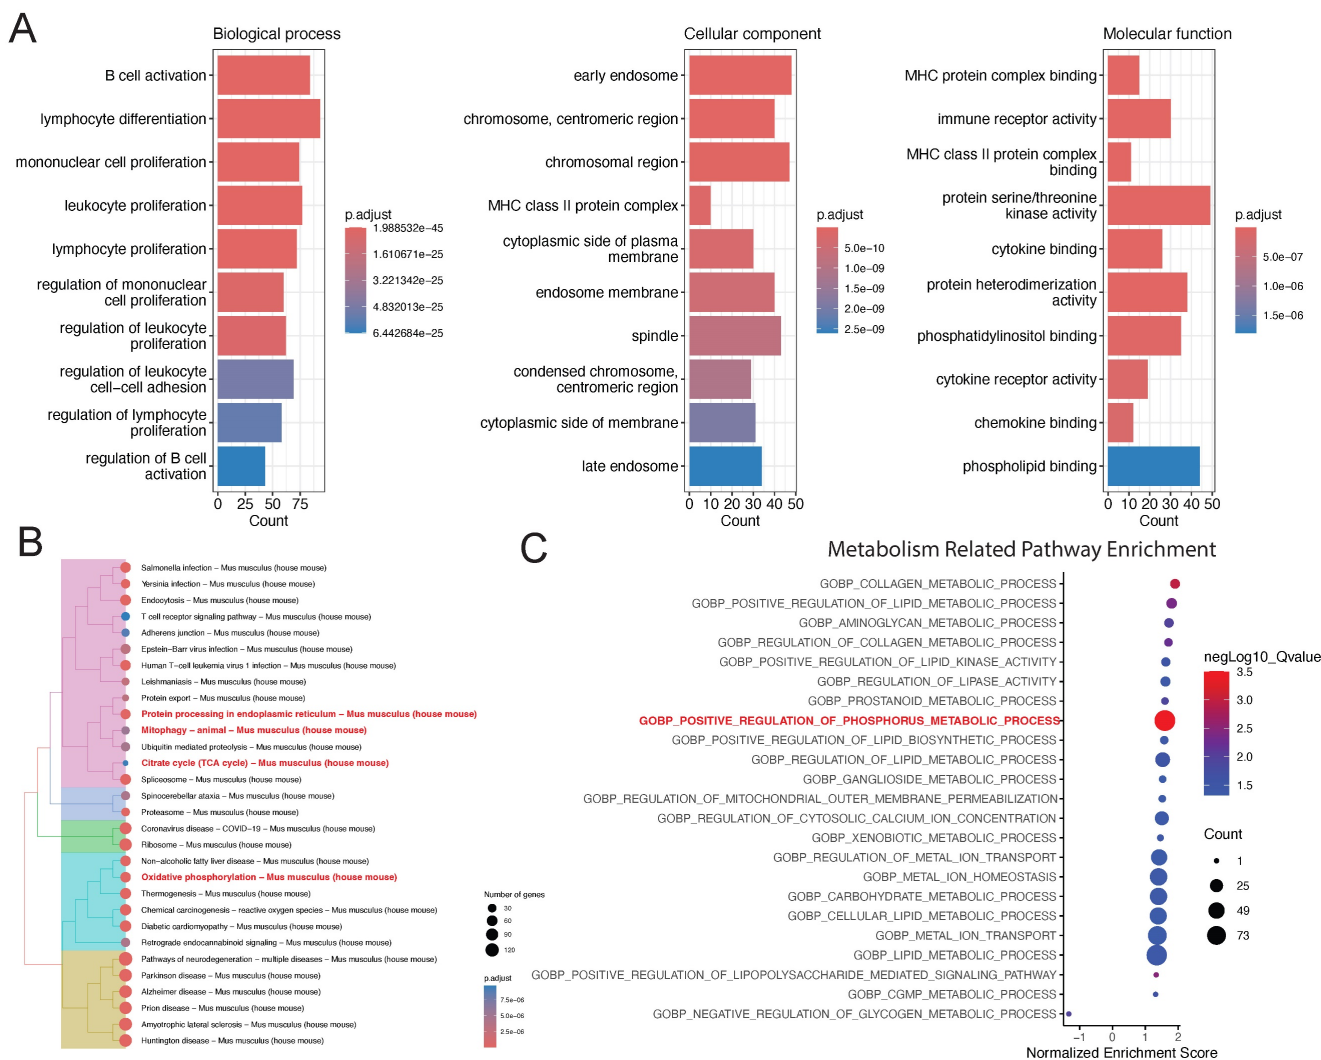 A
Biological process
B cell activation
lymphocyte differentiation
mononuclear cell proliferation
leukocyte proliferation
lymphocyte proliferation
regulation of mononuclear
cell proliferation
regulation of leukocyte
proliferation
regulation of leukocyte
cell−cell adhesion
regulation of lymphocyte
proliferation
regulation of B cell
activation
0 25 50 75
Count
p.adjust
1.988532e−45
1.610671e−25
3.221342e−25
4.832013e−25
6.442684e−25
Cellular component
early endosome
chromosome, centromeric region
chromosomal region
MHC class II protein complex
cytoplasmic side of plasma
membrane
endosome membrane
spindle
condensed chromosome,
centromeric region
cytoplasmic side of membrane
late endosome
0 10 20 30 40 50
Count
p.adjust
5.0e−10
1.0e−09
1.5e−09
2.0e−09
2.5e−09
Molecular function
MHC protein complex binding
immune receptor activity
MHC class II protein complex
binding
protein serine/threonine
kinase activity
cytokine binding
protein heterodimerization
activity
phosphatidylinositol binding
cytokine receptor activity
chemokine binding
phospholipid binding
0 10 20 30 40 50
Count
p.adjust
5.0e−07
1.0e−06
1.5e−06
B
Salmonella infection − Mus musculus (house mouse)
Yersinia infection − Mus musculus (house mouse)
Endocytosis − Mus musculus (house mouse)
T cell receptor signaling pathway − Mus musculus (house mouse)
Adherens junction − Mus musculus (house mouse)
Epstein−Barr virus infection − Mus musculus (house mouse)
Human T−cell leukemia virus 1 infection − Mus musculus (house mouse)
Leishmaniasis − Mus musculus (house mouse)
Protein export − Mus musculus (house mouse)
Protein processing in endoplasmic reticulum − Mus musculus (house mouse)
Mitophagy − animal − Mus musculus (house mouse)
Ubiquitin mediated proteolysis − Mus musculus (house mouse)
Citrate cycle (TCA cycle) − Mus musculus (house mouse)
Spliceosome − Mus musculus (house mouse)
Spinocerebellar ataxia − Mus musculus (house mouse)
Proteasome − Mus musculus (house mouse)
Coronavirus disease − COVID−19 − Mus musculus (house mouse)
Ribosome − Mus musculus (house mouse)
Non−alcoholic fatty liver disease − Mus musculus (house mouse)
Oxidative phosphorylation − Mus musculus (house mouse)
Thermogenesis − Mus musculus (house mouse)
Chemical carcinogenesis − reactive oxygen species − Mus musculus (house mouse)
Diabetic cardiomyopathy − Mus musculus (house mouse)
Retrograde endocannabinoid signaling − Mus musculus (house mouse)
Pathways of neurodegeneration − multiple diseases − Mus musculus (house mouse)
Parkinson disease − Mus musculus (house mouse)
Alzheimer disease − Mus musculus (house mouse)
Prion disease − Mus musculus (house mouse)
Amyotrophic lateral sclerosis − Mus musculus (house mouse)
Huntington disease − Mus musculus (house mouse)
Number of genes
30
60
90
120
p.adjust
7.5e−06
5.0e−06
2.5e−06
C
Metabolism Related Pathway Enrichment
GOBP_COLLAGEN_METABOLIC_PROCESS
GOBP_POSITIVE_REGULATION_OF_LIPID_METABOLIC_PROCESS
GOBP_AMINOGLYCAN_METABOLIC_PROCESS
GOBP_REGULATION_OF_COLLAGEN_METABOLIC_PROCESS
GOBP_POSITIVE_REGULATION_OF_LIPID_KINASE_ACTIVITY
GOBP_REGULATION_OF_LIPASE_ACTIVITY
GOBP_PROSTANOID_METABOLIC_PROCESS
GOBP_POSITIVE_REGULATION_OF_PHOSPHORUS_METABOLIC_PROCESS
GOBP_POSITIVE_REGULATION_OF_LIPID_BIOSYNTHETIC_PROCESS
GOBP_REGULATION_OF_LIPID_METABOLIC_PROCESS
GOBP_GANGLIOSIDE_METABOLIC_PROCESS
GOBP_REGULATION_OF_MITOCHONDRIAL_OUTER_MEMBRANE_PERMEABILIZATION
GOBP_REGULATION_OF_CYTOSOLIC_CALCIUM_ION_CONCENTRATION
GOBP_XENOBIOTIC_METABOLIC_PROCESS
GOBP_REGULATION_OF_METAL_ION_TRANSPORT
GOBP_METAL_ION_HOMEOSTASIS
GOBP_CARBOHYDRATE_METABOLIC_PROCESS
GOBP_CELLULAR_LIPID_METABOLIC_PROCESS
GOBP_METAL_ION_TRANSPORT
GOBP_LIPID_METABOLIC_PROCESS
GOBP_POSITIVE_REGULATION_OF_LIPOPOLYSACCHARIDE_MEDIATED_SIGNALING_PATHWAY
GOBP_CGMP_METABOLIC_PROCESS
GOBP_NEGATIVE_REGULATION_OF_GLYCOGEN_METABOLIC_PROCESS
−1 0 1 2
Normalized Enrichment Score
negLog10_Qvalue
3.5
3.0
2.5
2.0
1.5
Count
1
25
49
73